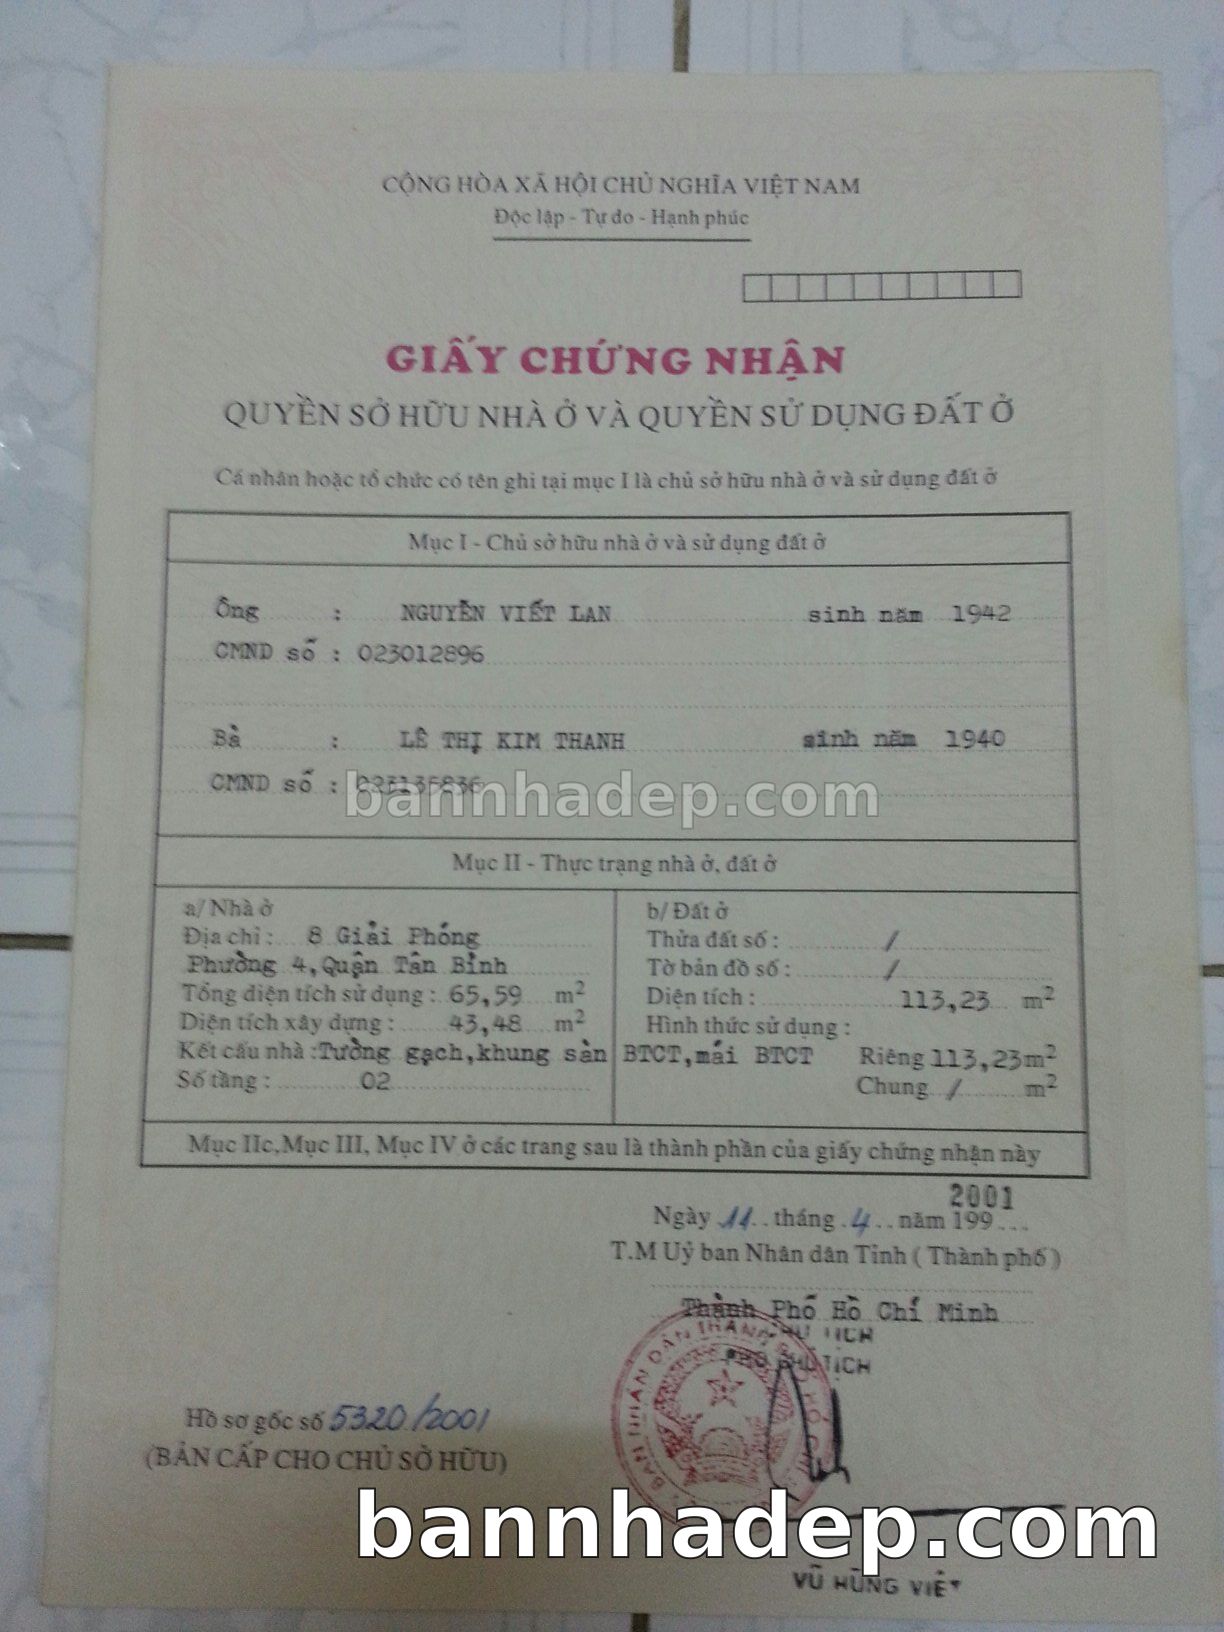 CỘNG HÒA XÃ HỘI CHỦ NGHĨA VIỆT NAM
Độc lập - Tự do - Hạnh phúc
GIẤY CHỨNG NHẬN
QUYỀN SỞ HỮU NHÀ Ở VÀ QUYỀN SỬ DỤNG ĐẤT Ở
Cá nhân hoặc tổ chức có tên ghi tại mục I là chủ sở hữu nhà ở và sử dụng đất ở
Mục I - Chủ sở hữu nhà ở và sử dụng đất ở
Ông : NGUYỄN VIẾT LAN sinh năm 1942
CMND số : 023012896
Bà : LÊ THỊ KIM THANH sinh năm 1940
CMND số :
bannhadep.com
Mục II - Thực trạng nhà ở, đất ở
a/ Nhà ở
Địa chỉ : 8 Giải Phóng
Phường 4, Quận Tân Bình
Tổng diện tích sử dụng : 65,59 m2
Diện tích xây dựng : 43,48 m2
Kết cấu nhà : Tường gạch, khung sàn BTCT, mái BTCT
Số tầng : 02
b/ Đất ở
Thửa đất số : /
Tờ bản đồ số : /
Diện tích : 113,23 m2
Hình thức sử dụng :
Riêng 113,23 m2
Chung / m2
Mục IIc, Mục III, Mục IV ở các trang sau là thành phần của giấy chứng nhận này
2001
Ngày 11 tháng 4 năm 199
T.M Uỷ ban Nhân dân Tỉnh ( Thành phố )
Thành Phố Hồ Chí Minh
TỊCH
PHÓ CHỦ TỊCH
Hồ sơ gốc số 5320/2001
(BẢN CẤP CHO CHỦ SỞ HỮU)
bannhadep.com
VŨ HÙNG VIỆT